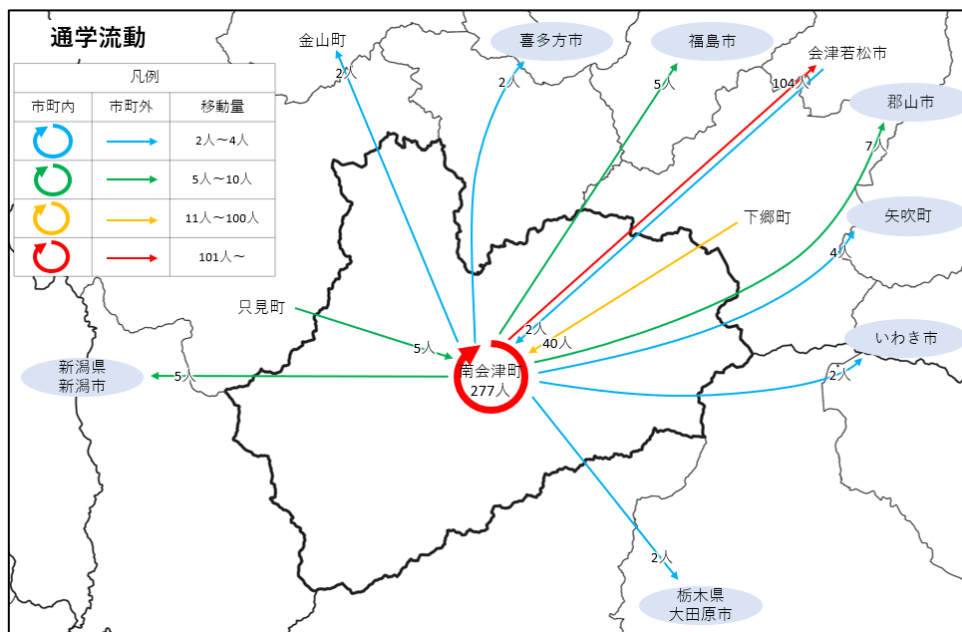 通学流動
凡例
市町内
市町外
移動量
2人～4人
5人～10人
11人～100人
101人～
金山町
2人
喜多方市
2人
福島市
5人
会津若松市
104人
郡山市
7人
下郷町
矢吹町
4人
只見町
5人
2人
40人
いわき市
2人
新潟県
新潟市
5人
南会津町
277人
2人
栃木県
大田原市